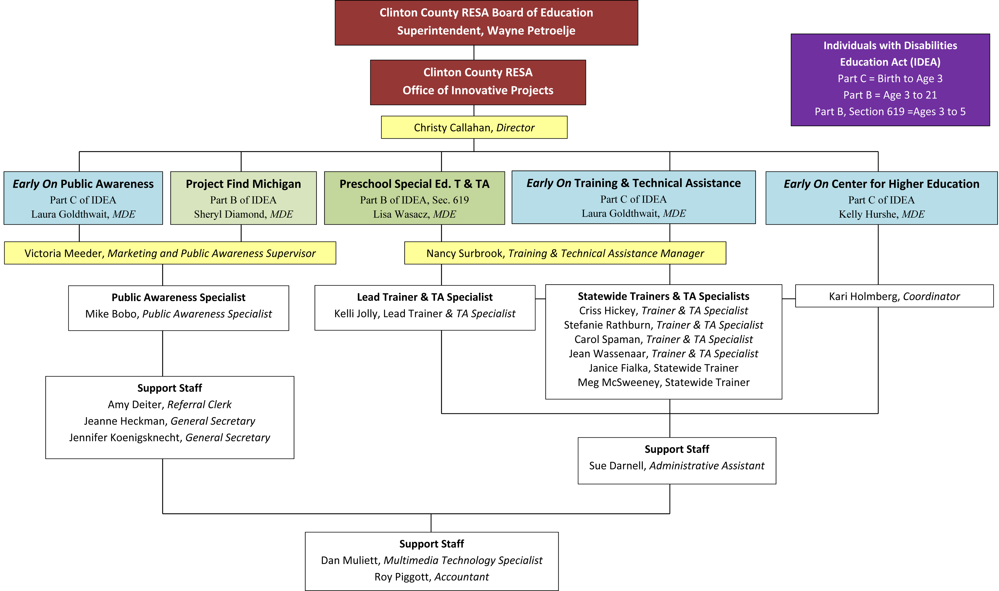 Clinton County RESA Board of Education
Superintendent, Wayne Petroelje
Individuals with Disabilities
Education Act (IDEA)
Part C = Birth to Age 3
Part B = Age 3 to 21
Part B, Section 619 =Ages 3 to 5
Clinton County RESA
Office of Innovative Projects
Christy Callahan, Director
Early On Public Awareness
Part C of IDEA
Laura Goldthwait, MDE
Project Find Michigan
Part B of IDEA
Sheryl Diamond, MDE
Preschool Special Ed. T & TA
Part B of IDEA, Sec. 619
Lisa Wasacz, MDE
Early On Training & Technical Assistance
Part C of IDEA
Laura Goldthwait, MDE
Early On Center for Higher Education
Part C of IDEA
Kelly Hurshe, MDE
Victoria Meeder, Marketing and Public Awareness Supervisor
Nancy Surbrook, Training & Technical Assistance Manager
Public Awareness Specialist
Mike Bobo, Public Awareness Specialist
Lead Trainer & TA Specialist
Kelli Jolly, Lead Trainer & TA Specialist
Statewide Trainers & TA Specialists
Criss Hickey, Trainer & TA Specialist
Stefanie Rathburn, Trainer & TA Specialist
Carol Spaman, Trainer & TA Specialist
Jean Wassenaar, Trainer & TA Specialist
Janice Fialka, Statewide Trainer
Meg McSweeney, Statewide Trainer
Kari Holmberg, Coordinator
Support Staff
Amy Deiter, Referral Clerk
Jeanne Heckman, General Secretary
Jennifer Koenigsknecht, General Secretary
Support Staff
Sue Darnell, Administrative Assistant
Support Staff
Dan Muliett, Multimedia Technology Specialist
Roy Piggott, Accountant